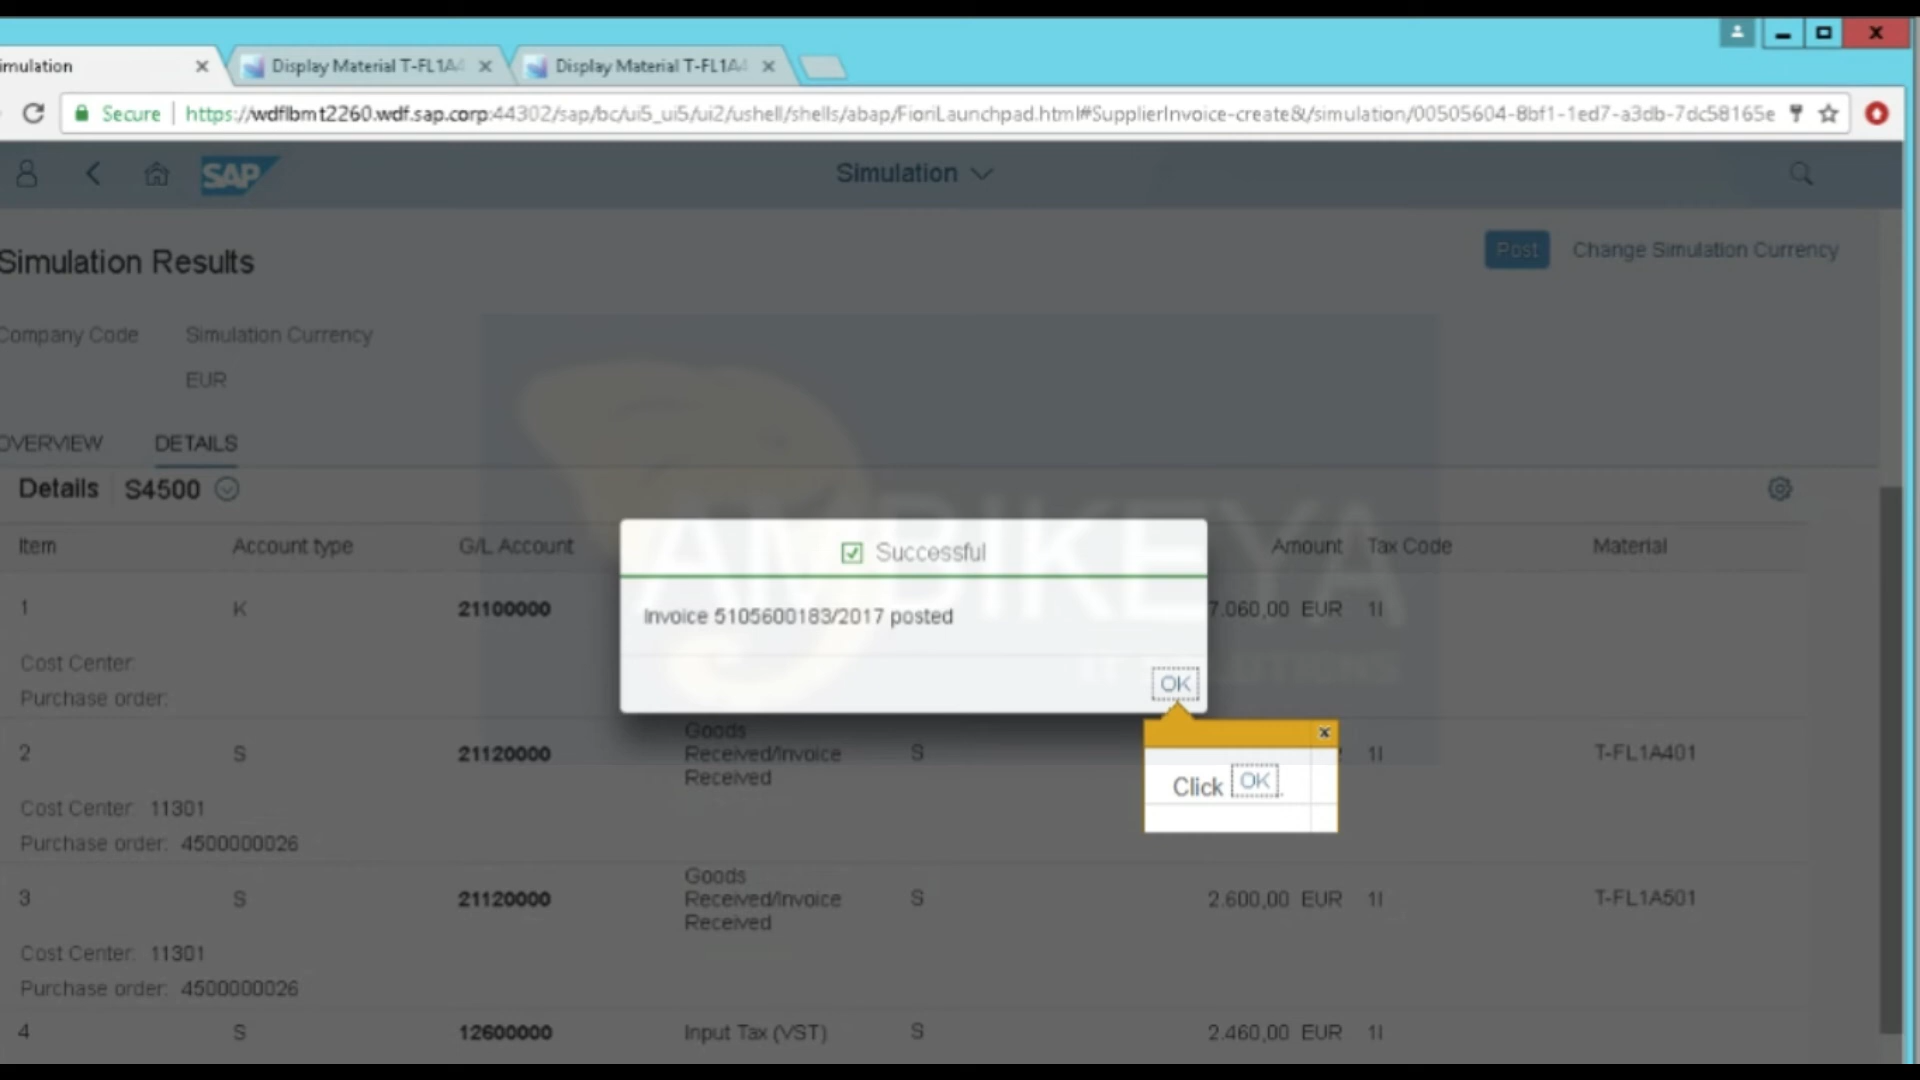 imulation
Display Material T-FL1A4
Display Material T-FL1A4
Secure https://wdflbmt2260.wdf.sap.corp:44302/sap/bc/ui5_ui5/ui2/ushell/shells/abap/FioriLaunchpad.html#SupplierInvoice-create&/simulation/00505604-8bf1-1ed7-a3db-7dc58165e
SAP
Simulation
Simulation Results
Post Change Simulation Currency
Company Code Simulation Currency
EUR
OVERVIEW DETAILS
Details S4500
Item Account type G/L Account Amount Tax Code Material
Successful
1 K 21100000 7.060,00 EUR 1I
Invoice 5105600183/2017 posted
AMBIKEYA
IT SOLUTIONS
Cost Center:
Purchase order:
OK
2 S 21120000 Goods Received/Invoice Received S 1I T-FL1A401
Click OK.
Cost Center: 11301
Purchase order: 4500000026
3 S 21120000 Goods Received/Invoice Received S 2.600,00 EUR 1I T-FL1A501
Cost Center: 11301
Purchase order: 4500000026
4 S 12600000 Input Tax (VST) S 2.460,00 EUR 1I